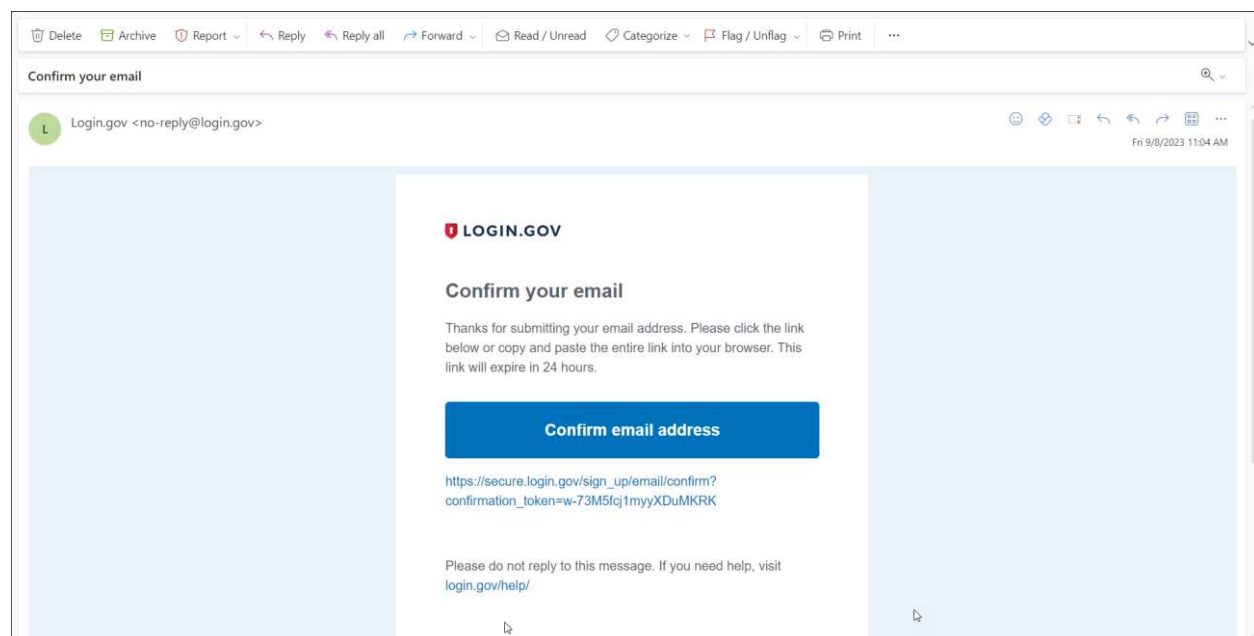 Delete Archive Report Reply Reply all Forward Read / Unread Categorize Flag / Unflag Print ...
Confirm your email
L
Login.gov <no-reply@login.gov>
Fri 9/8/2023 11:04 AM
LOGIN.GOV
Confirm your email
Thanks for submitting your email address. Please click the link
below or copy and paste the entire link into your browser. This
link will expire in 24 hours.
Confirm email address
https://secure.login.gov/sign_up/email/confirm?
confirmation_token=w-73M5fcj1myyXDuMKRK
Please do not reply to this message. If you need help, visit
login.gov/help/